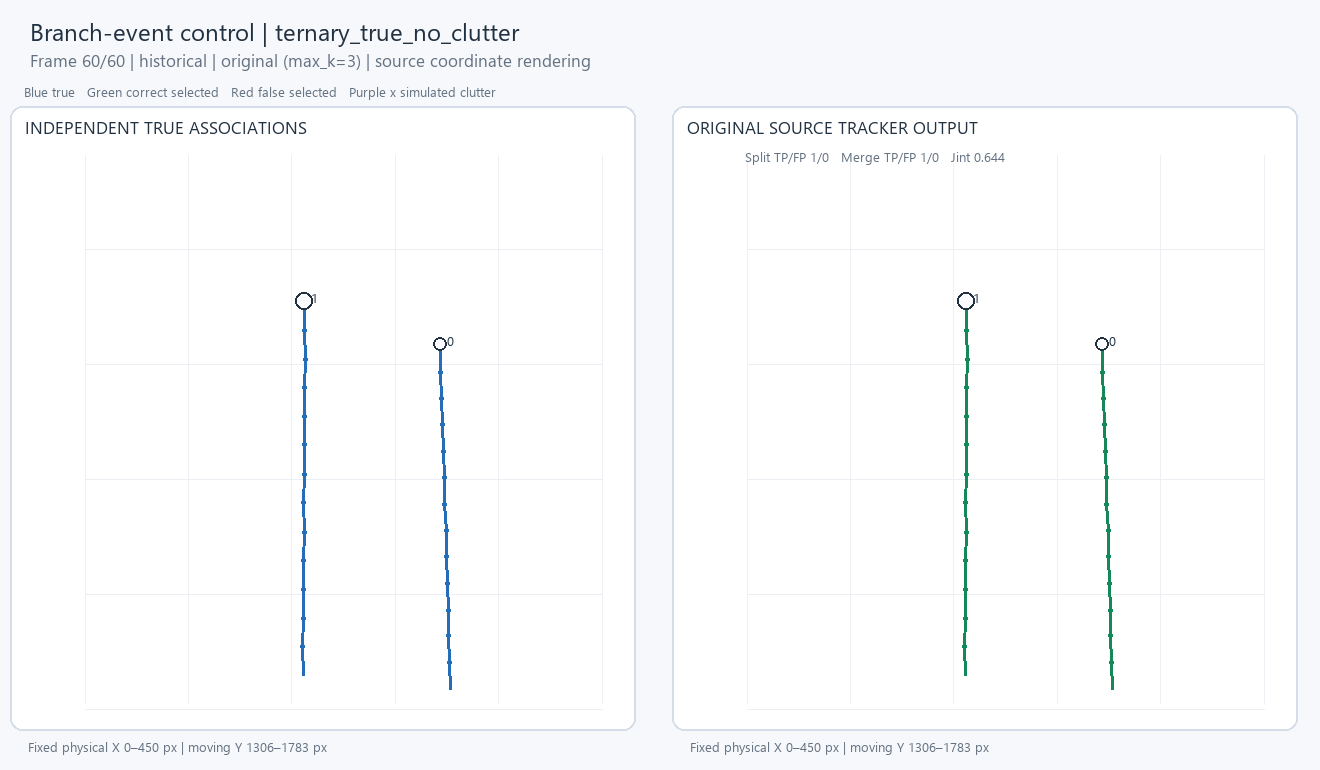 Branch-event control | ternary_true_no_clutter
Frame 60/60 | historical | original (max_k=3) | source coordinate rendering
Blue true   Green correct selected   Red false selected   Purple x simulated clutter
INDEPENDENT TRUE ASSOCIATIONS
1
0
Fixed physical X 0–450 px | moving Y 1306–1783 px
ORIGINAL SOURCE TRACKER OUTPUT
Split TP/FP 1/0   Merge TP/FP 1/0   Jint 0.644
1
0
Fixed physical X 0–450 px | moving Y 1306–1783 px